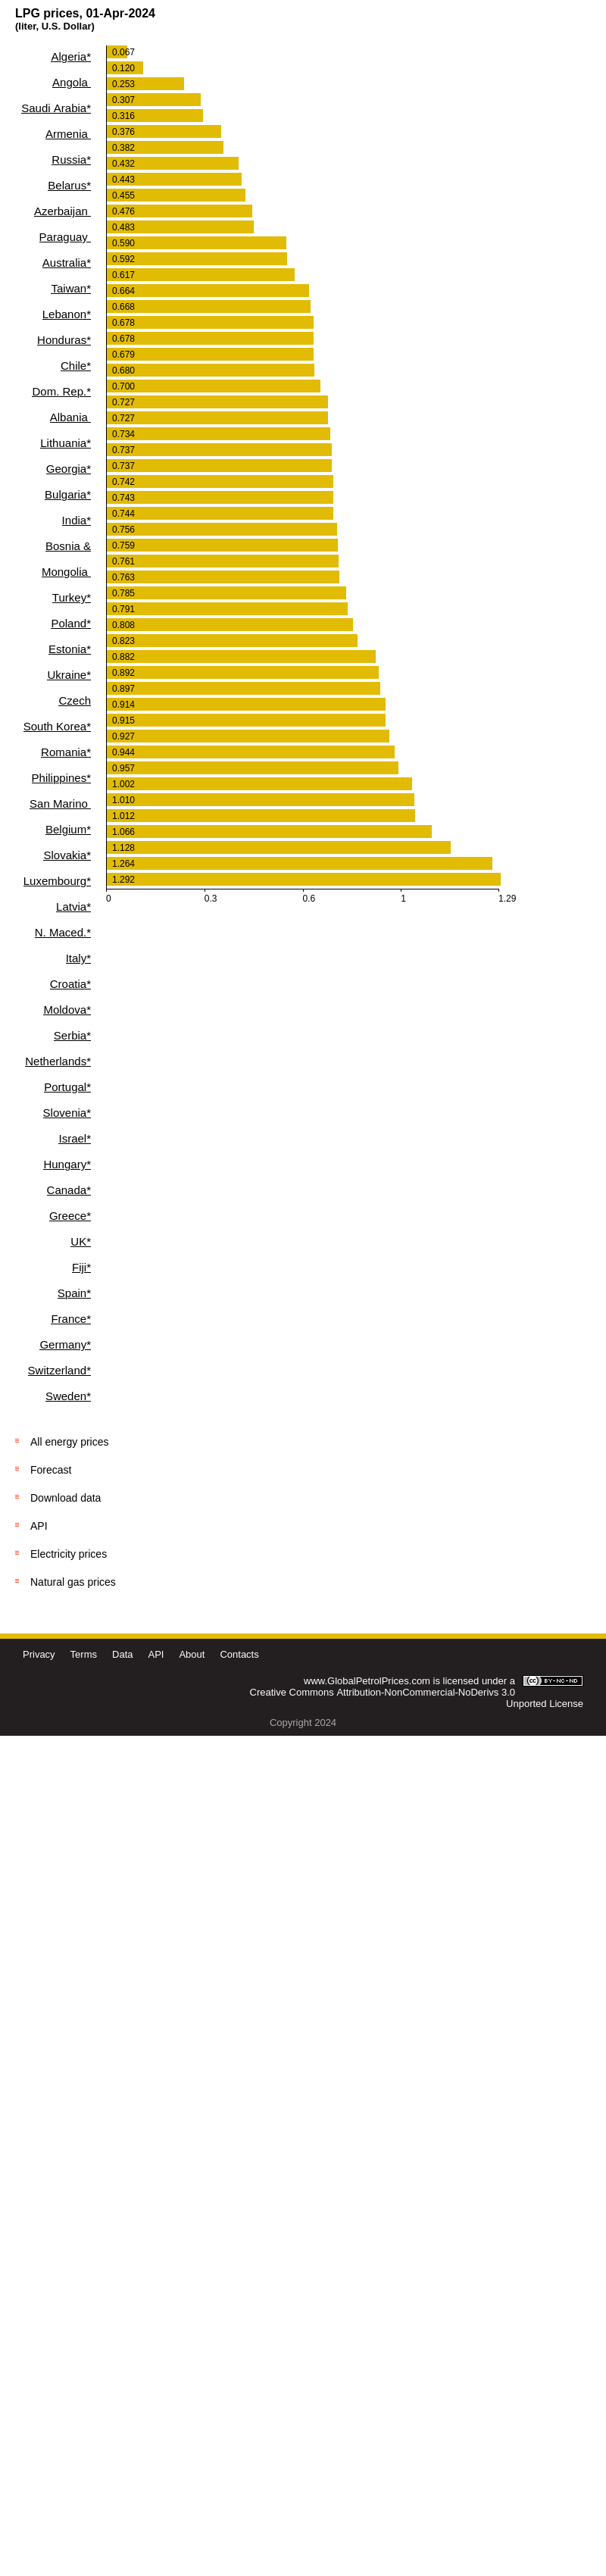 LPG prices, 01-Apr-2024
(liter, U.S. Dollar)
Algeria*
Angola
Saudi Arabia*
Armenia
Russia*
Belarus*
Azerbaijan
Paraguay
Australia*
Taiwan*
Lebanon*
Honduras*
Chile*
Dom. Rep.*
Albania
Lithuania*
Georgia*
Bulgaria*
India*
Bosnia &
Mongolia
Turkey*
Poland*
Estonia*
Ukraine*
Czech
South Korea*
Romania*
Philippines*
San Marino
Belgium*
Slovakia*
Luxembourg*
Latvia*
N. Maced.*
Italy*
Croatia*
Moldova*
Serbia*
Netherlands*
Portugal*
Slovenia*
Israel*
Hungary*
Canada*
Greece*
UK*
Fiji*
Spain*
France*
Germany*
Switzerland*
Sweden*
0.067
0.120
0.253
0.307
0.316
0.376
0.382
0.432
0.443
0.455
0.476
0.483
0.590
0.592
0.617
0.664
0.668
0.678
0.678
0.679
0.680
0.700
0.727
0.727
0.734
0.737
0.737
0.742
0.743
0.744
0.756
0.759
0.761
0.763
0.785
0.791
0.808
0.823
0.882
0.892
0.897
0.914
0.915
0.927
0.944
0.957
1.002
1.010
1.012
1.066
1.128
1.264
1.292
0 0.3 0.6 1 1.29
All energy prices
Forecast
Download data
API
Electricity prices
Natural gas prices
Privacy Terms Data API About Contacts
www.GlobalPetrolPrices.com is licensed under a
Creative Commons Attribution-NonCommercial-NoDerivs 3.0
Unported License
cc BY-NC-ND
Copyright 2024